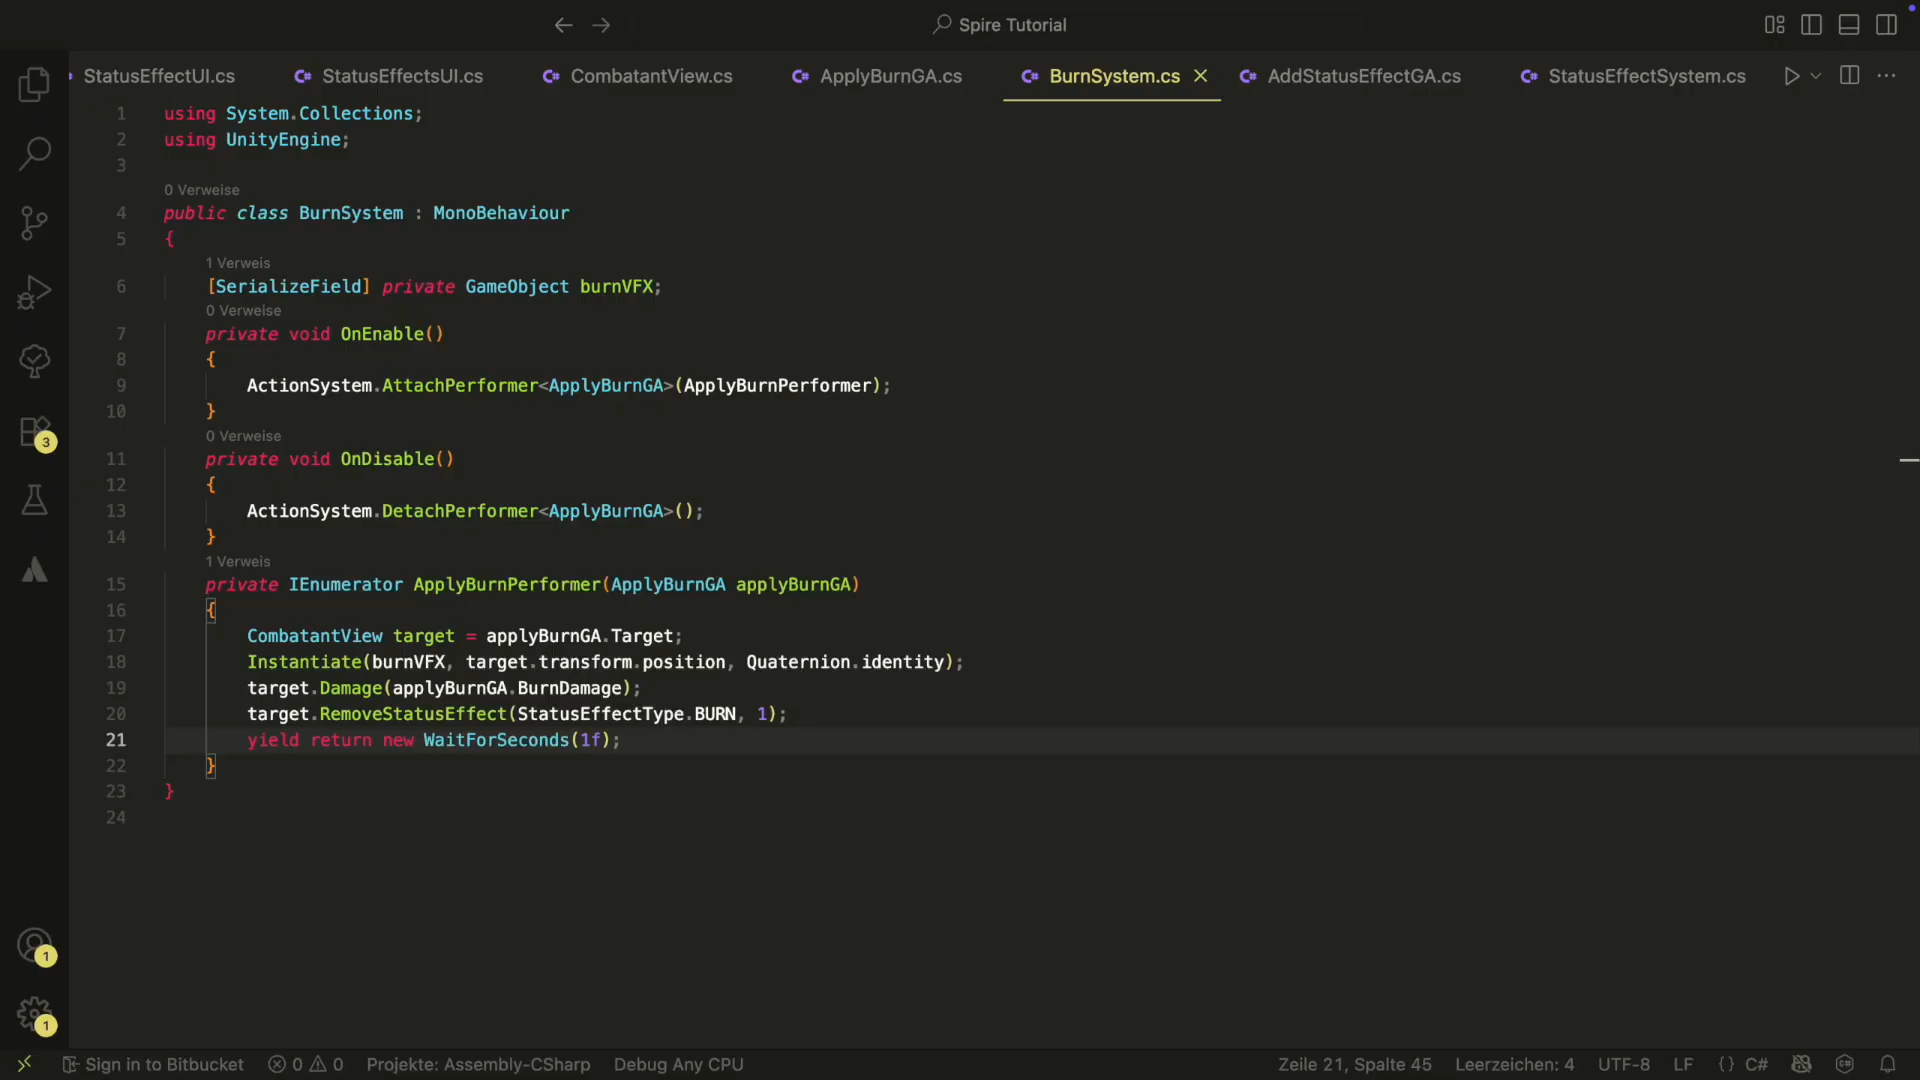 Spire Tutorial
StatusEffectUI.cs
StatusEffectsUI.cs
CombatantView.cs
ApplyBurnGA.cs
BurnSystem.cs
AddStatusEffectGA.cs
StatusEffectSystem.cs
1 using System.Collections;
2 using UnityEngine;
3
0 Verweise
4 public class BurnSystem : MonoBehaviour
5 {
1 Verweis
6 [SerializeField] private GameObject burnVFX;
0 Verweise
7 private void OnEnable()
8 {
9 ActionSystem.AttachPerformer<ApplyBurnGA>(ApplyBurnPerformer);
10 }
0 Verweise
11 private void OnDisable()
12 {
13 ActionSystem.DetachPerformer<ApplyBurnGA>();
14 }
1 Verweis
15 private IEnumerator ApplyBurnPerformer(ApplyBurnGA applyBurnGA)
16 {
17 CombatantView target = applyBurnGA.Target;
18 Instantiate(burnVFX, target.transform.position, Quaternion.identity);
19 target.Damage(applyBurnGA.BurnDamage);
20 target.RemoveStatusEffect(StatusEffectType.BURN, 1);
21 yield return new WaitForSeconds(1f);
22 }
23 }
24
3
1
1
Sign in to Bitbucket 0 0 Projekte: Assembly-CSharp Debug Any CPU Zeile 21, Spalte 45 Leerzeichen: 4 UTF-8 LF {} C#